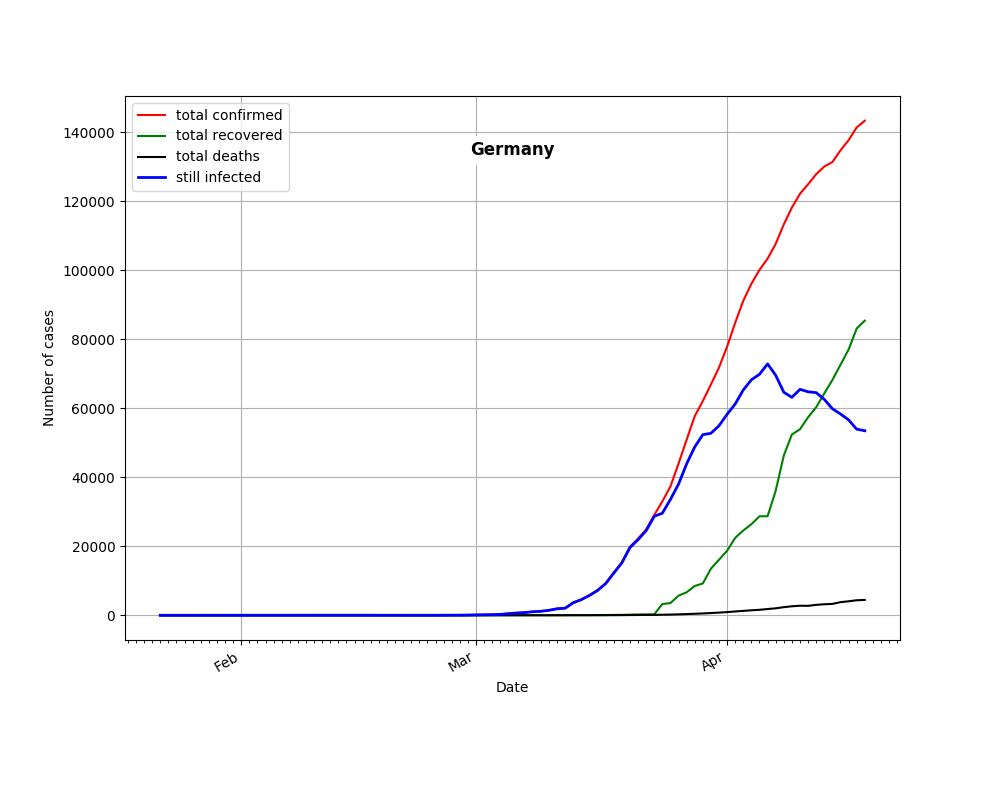 total confirmed
total recovered
total deaths
still infected
Germany
140000
120000
100000
80000
60000
40000
20000
0
Number of cases
Feb
Mar
Apr
Date